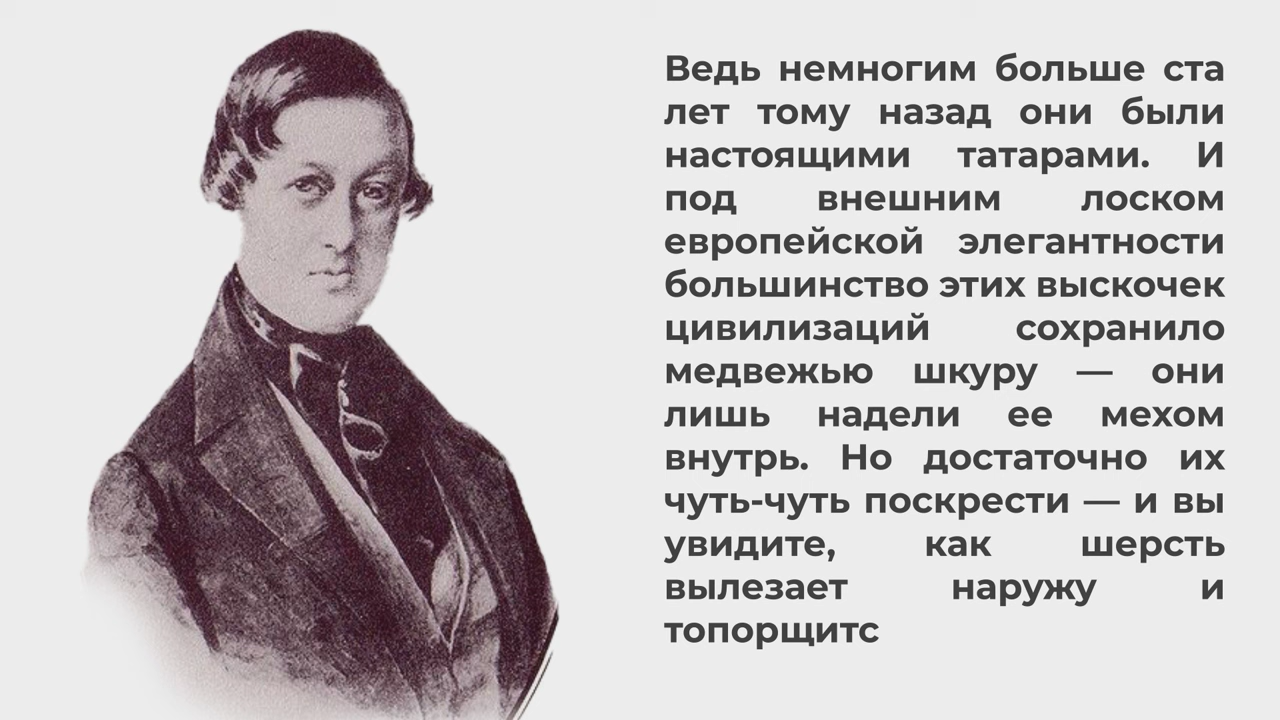 Ведь немногим больше ста
лет тому назад они были
настоящими татарами. И
под внешним лоском
европейской элегантности
большинство этих выскочек
цивилизаций сохранило
медвежью шкуру — они
лишь надели ее мехом
внутрь. Но достаточно их
чуть-чуть поскрести — и вы
увидите, как шерсть
вылезает наружу и
топорщитс